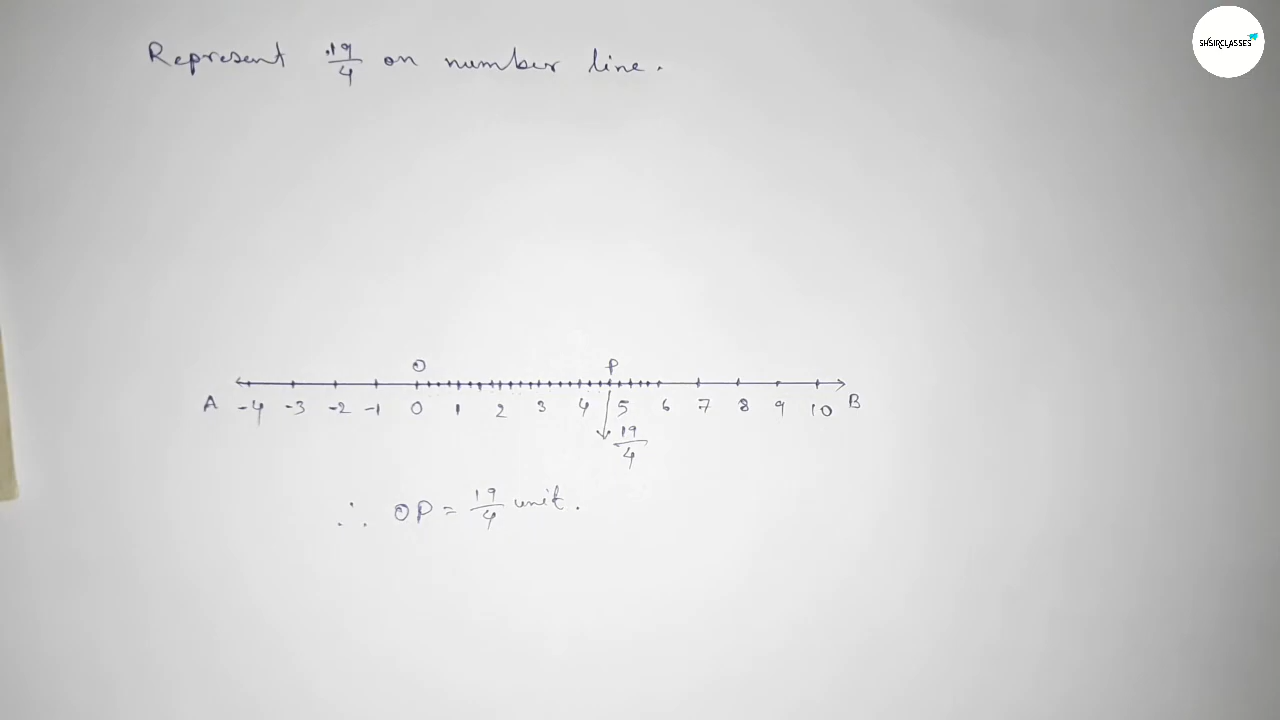 SHSIRCLASSES
Represent 19/4 on number line.
O P
A -4 -3 -2 -1 0 1 2 3 4 5 6 7 8 9 10 B
19/4
∴ OP = 19/4 unit.